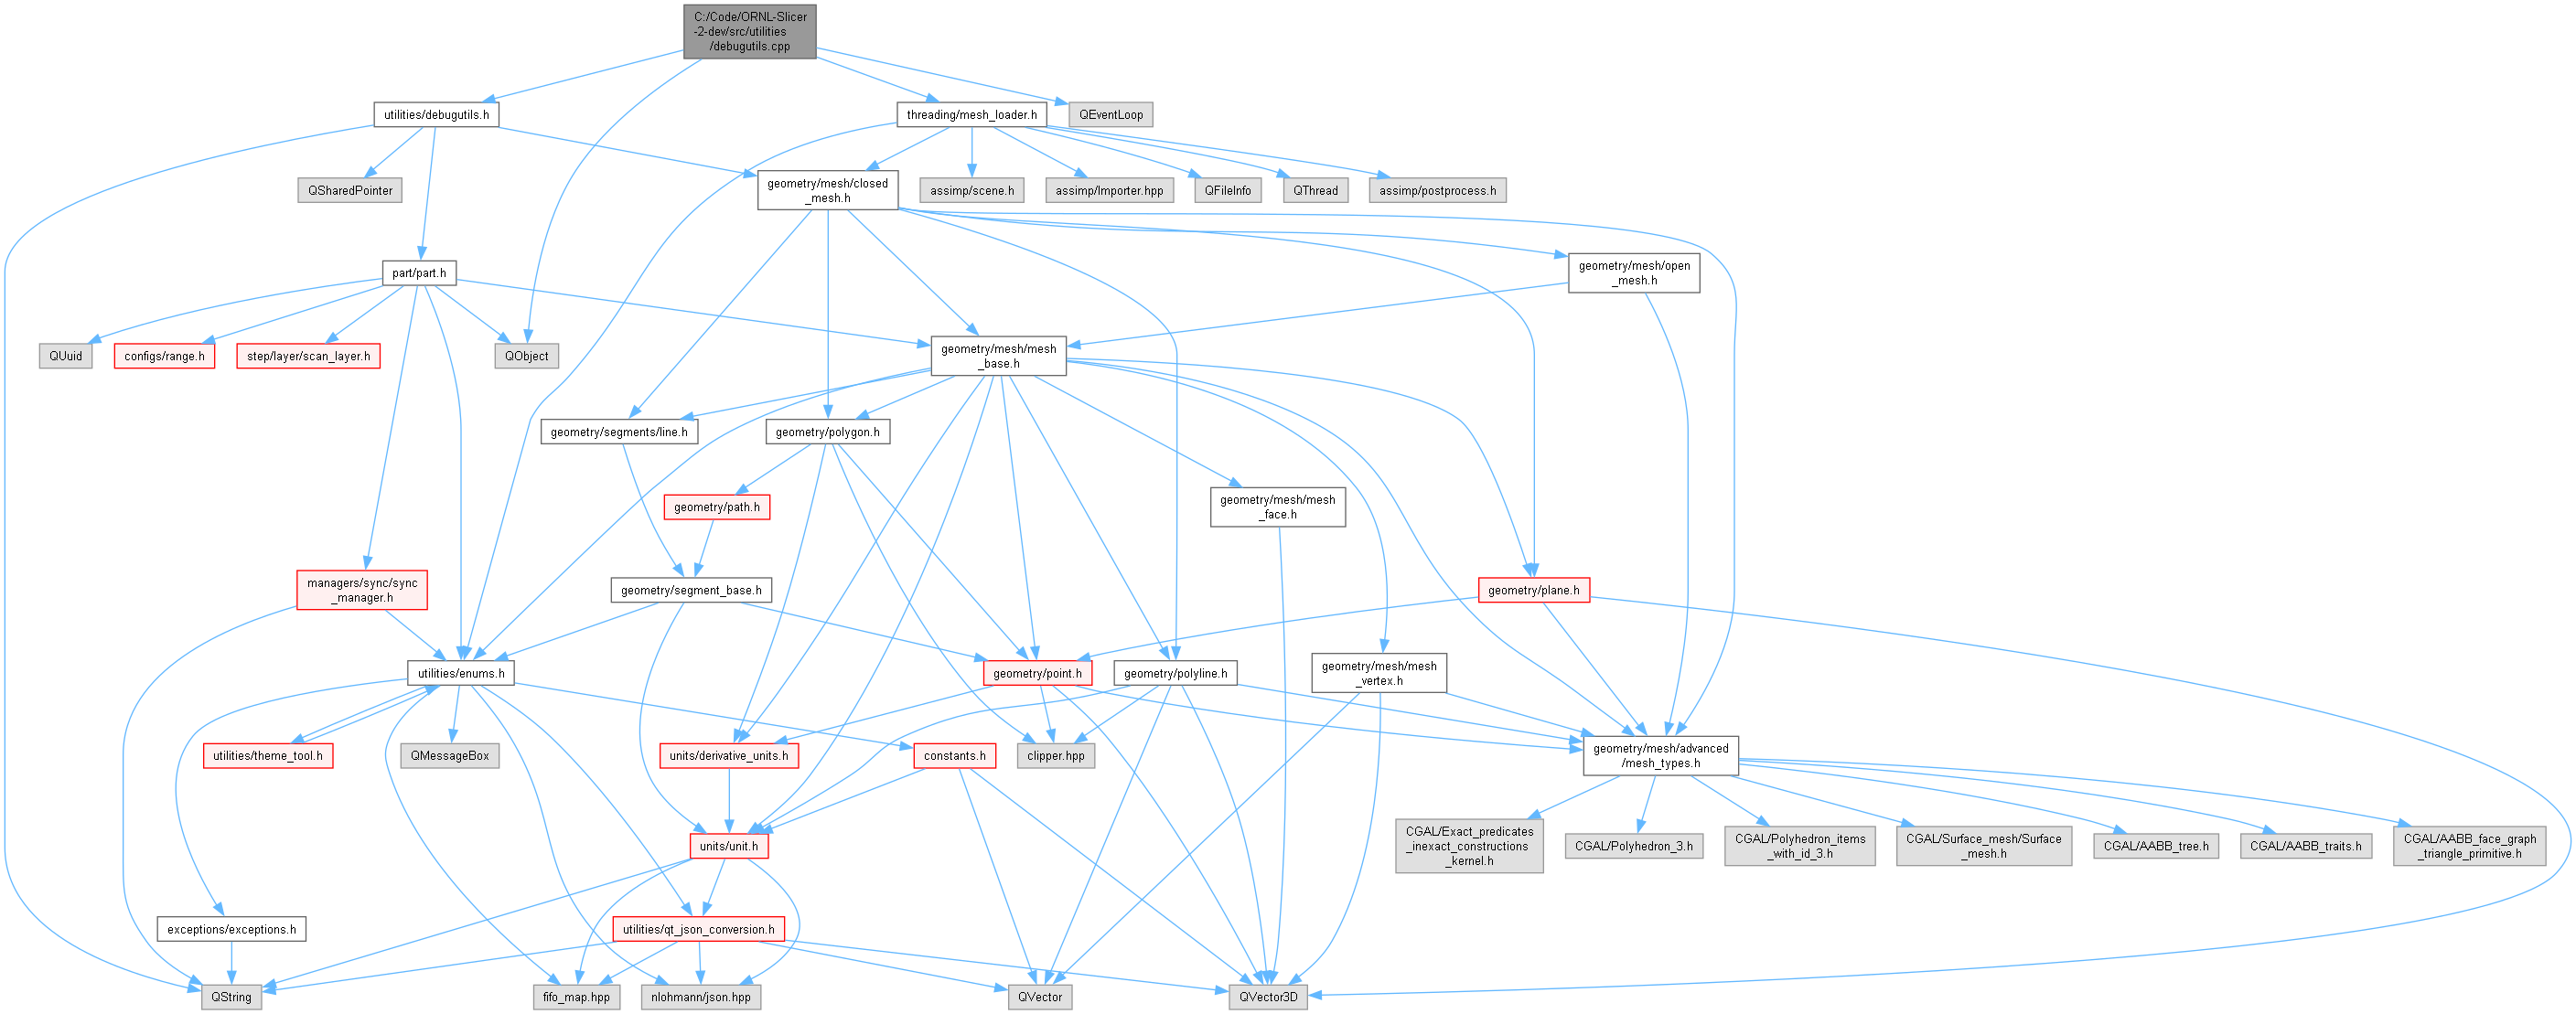 C:/Code/ORNL-Slicer
-2-dev/src/utilities
/debugutils.cpp
utilities/debugutils.h
threading/mesh_loader.h
QEventLoop
QSharedPointer
geometry/mesh/closed
_mesh.h
assimp/scene.h
assimp/Importer.hpp
QFileInfo
QThread
assimp/postprocess.h
part/part.h
geometry/mesh/open
_mesh.h
QUuid
configs/range.h
step/layer/scan_layer.h
QObject
geometry/mesh/mesh
_base.h
geometry/segments/line.h
geometry/polygon.h
geometry/path.h
geometry/mesh/mesh
_face.h
managers/sync/sync
_manager.h
geometry/segment_base.h
geometry/plane.h
utilities/enums.h
geometry/point.h
geometry/polyline.h
geometry/mesh/mesh
_vertex.h
utilities/theme_tool.h
QMessageBox
units/derivative_units.h
constants.h
clipper.hpp
geometry/mesh/advanced
/mesh_types.h
units/unit.h
CGAL/Exact_predicates
_inexact_constructions
_kernel.h
CGAL/Polyhedron_3.h
CGAL/Polyhedron_items
_with_id_3.h
CGAL/Surface_mesh/Surface
_mesh.h
CGAL/AABB_tree.h
CGAL/AABB_traits.h
CGAL/AABB_face_graph
_triangle_primitive.h
exceptions/exceptions.h
utilities/qt_json_conversion.h
QString
fifo_map.hpp
nlohmann/json.hpp
QVector
QVector3D